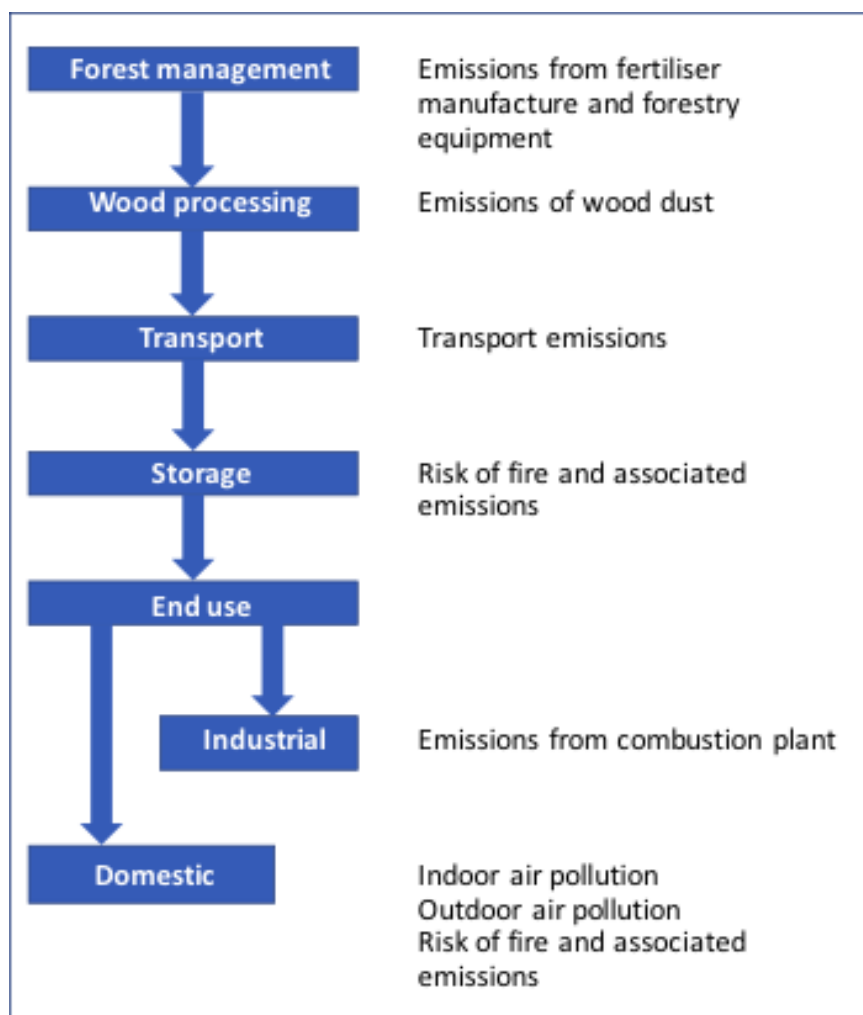 Forest management
Emissions from fertiliser
manufacture and forestry
equipment
Wood processing
Emissions of wood dust
Transport
Transport emissions
Storage
Risk of fire and associated
emissions
End use
Industrial
Emissions from combustion plant
Domestic
Indoor air pollution
Outdoor air pollution
Risk of fire and associated
emissions